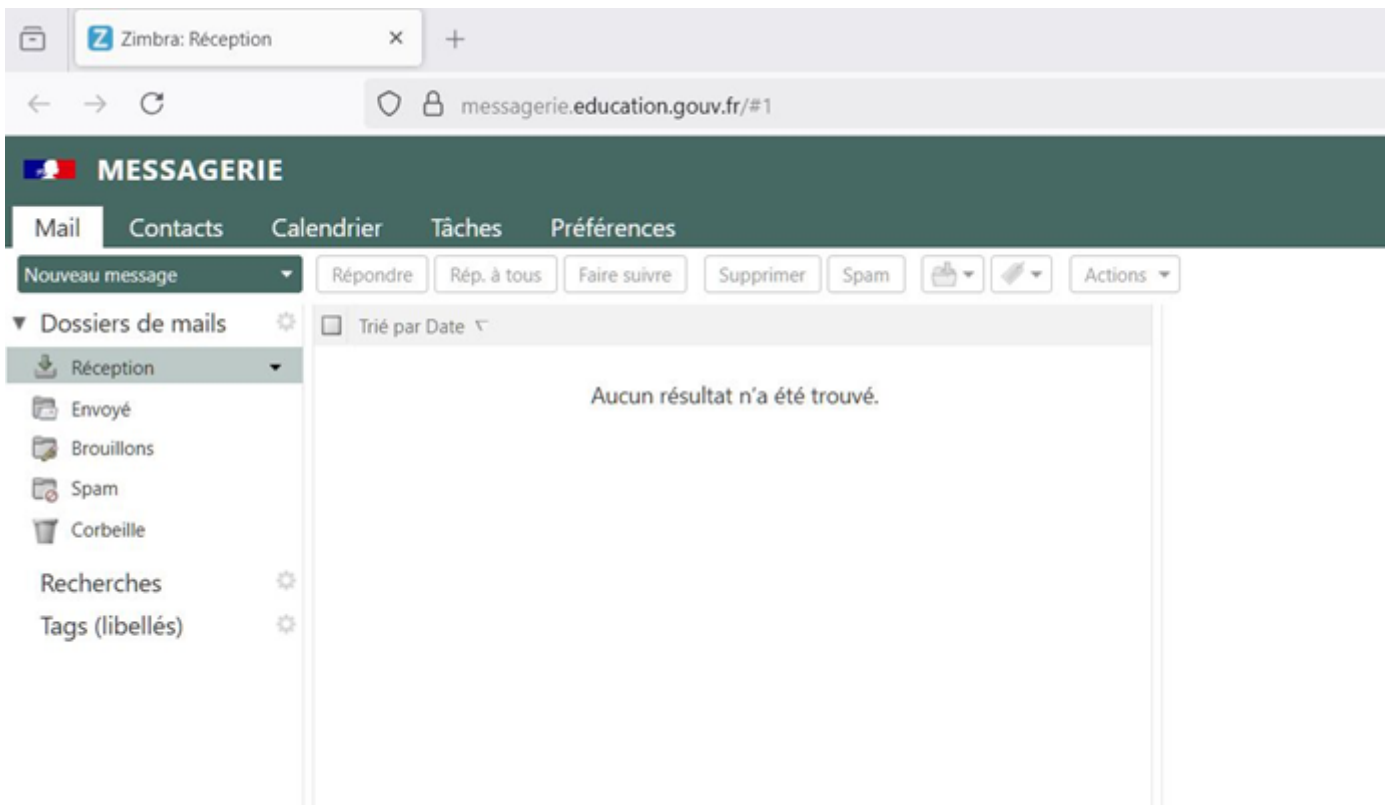 Zimbra: Réception
messagerie.education.gouv.fr/#1
MESSAGERIE
Mail Contacts Calendrier Tâches Préférences
Nouveau message Répondre Rép. à tous Faire suivre Supprimer Spam Actions
Dossiers de mails
Trié par Date
Réception
Aucun résultat n'a été trouvé.
Envoyé
Brouillons
Spam
Corbeille
Recherches
Tags (libellés)